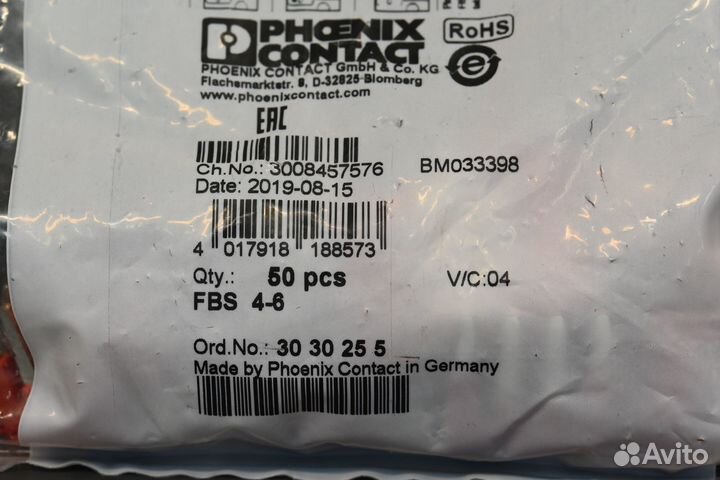 PHŒNIX
CONTACT
RoHS
PHOENIX CONTACT GmbH & Co. KG
Flachsmarktstr. 8, D-32825 Blomberg
www.phoenixcontact.com
e
EAC
Ch.No.: 3008457576 BM033398
Date: 2019-08-15
4 017918 188573
Qty.: 50 pcs V/C:04
FBS 4-6
Ord.No.: 30 30 25 5
Made by Phoenix Contact in Germany
Avito